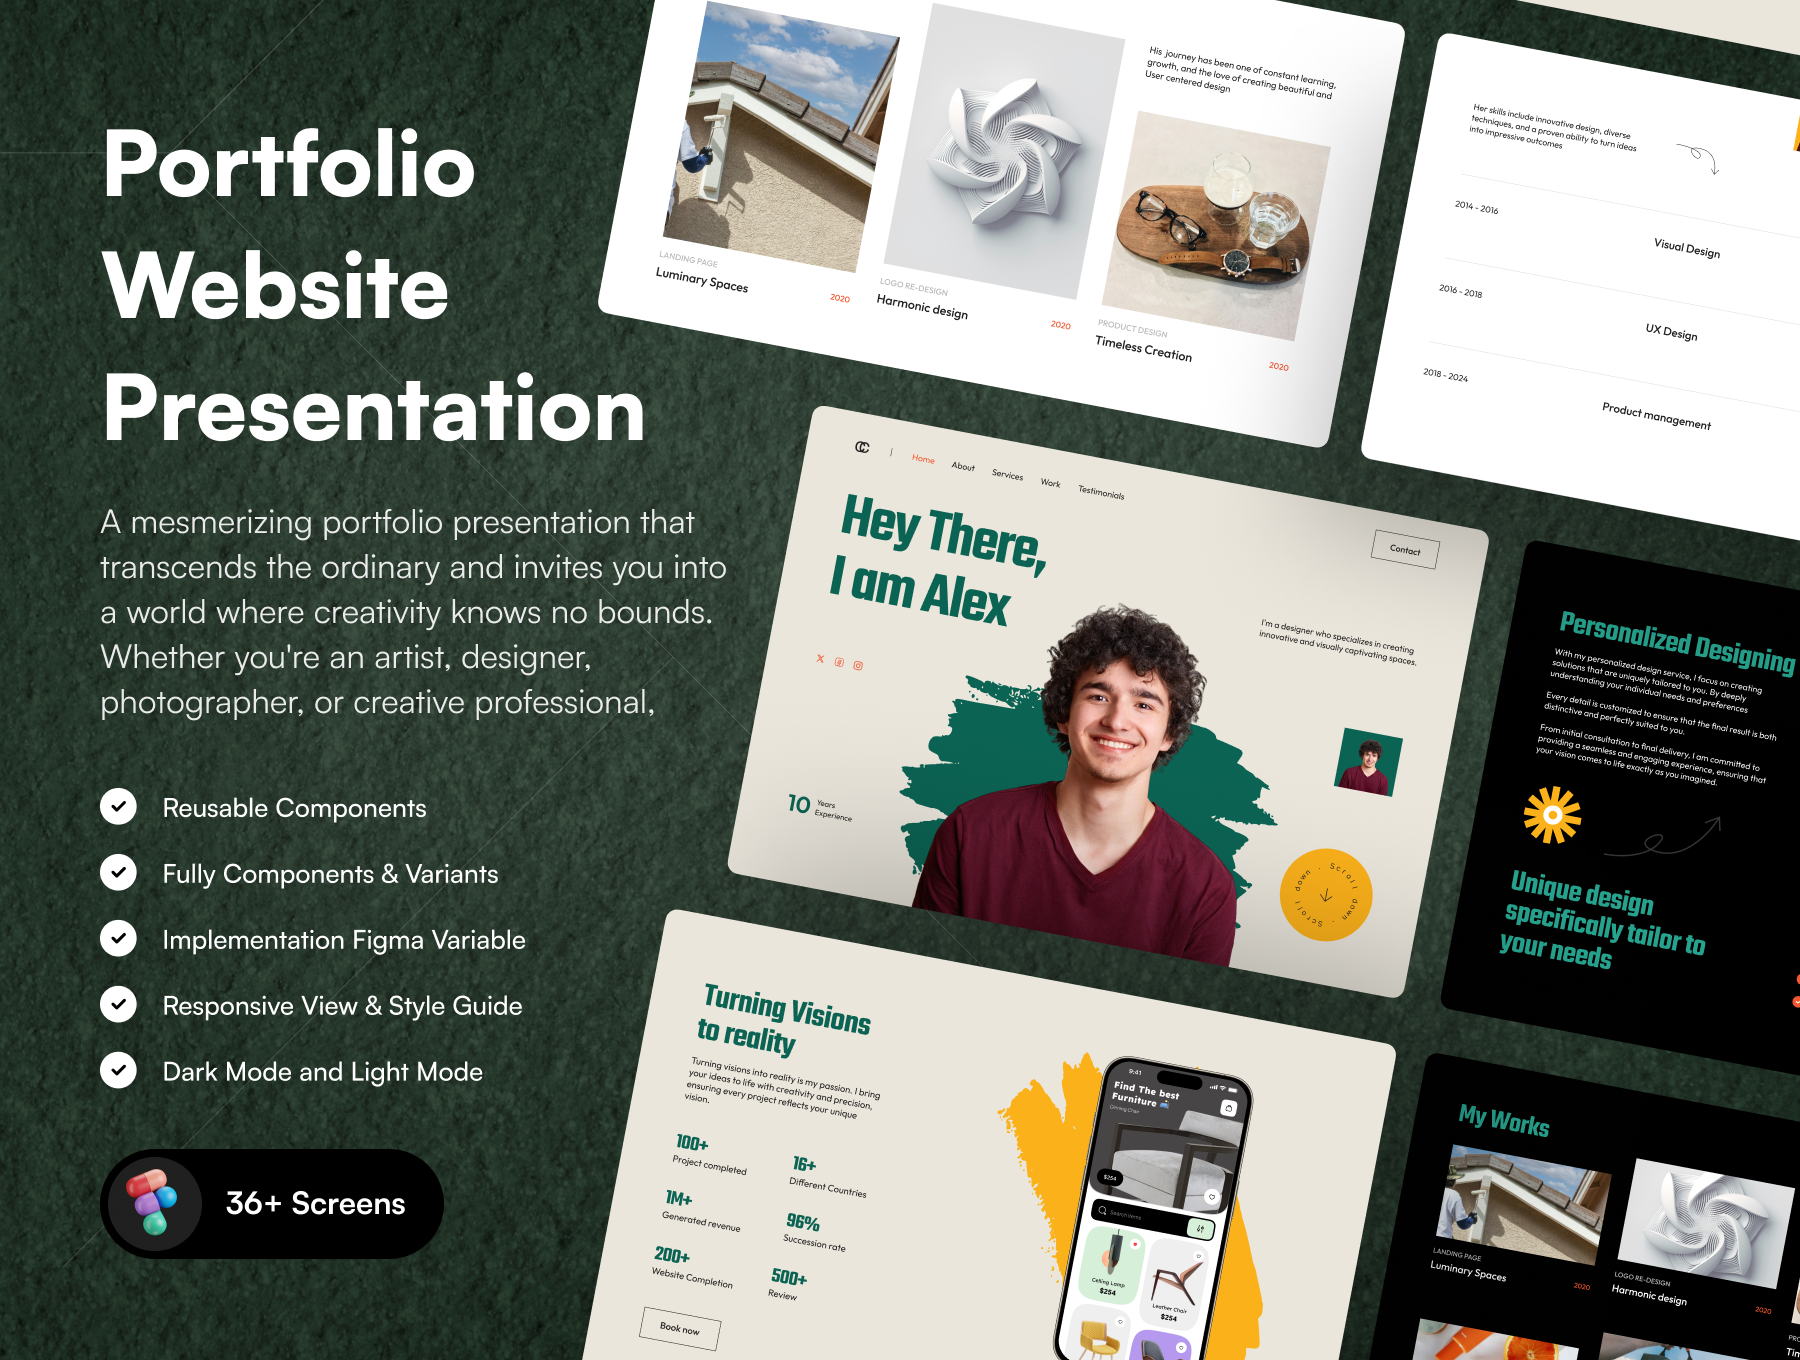 Portfolio
Website
Presentation
A mesmerizing portfolio presentation that
transcends the ordinary and invites you into
a world where creativity knows no bounds.
Whether you're an artist, designer,
photographer, or creative professional,
Reusable Components
Fully Components & Variants
Implementation Figma Variable
Responsive View & Style Guide
Dark Mode and Light Mode
36+ Screens
LANDING PAGE
Luminary Spaces
2020
LOGO RE-DESIGN
Harmonic design
2020
His journey has been one of constant learning,
growth, and the love of creating beautiful and
User centered design
PRODUCT DESIGN
Timeless Creation
2020
Her skills include innovative design, diverse
techniques, and a proven ability to turn ideas
into impressive outcomes
2014 - 2016
Visual Design
2016 - 2018
UX Design
2018 - 2024
Product management
Home
About
Services
Work
Testimonials
Contact
Hey There,
I am Alex
I'm a designer who specializes in creating
innovative and visually captivating spaces.
10
Years
Experience
Scroll down . Scroll down .
Personalized Designing
With my personalized design service, I focus on creating
solutions that are uniquely tailored to you. By deeply
understanding your individual needs and preferences
Every detail is customized to ensure that the final result is both
distinctive and perfectly suited to you.
From initial consultation to final delivery, I am committed to
providing a seamless and engaging experience, ensuring that
your vision comes to life exactly as you imagined.
Unique design
specifically tailor to
your needs
Turning Visions
to reality
Turning visions into reality is my passion. I bring
your ideas to life with creativity and precision,
ensuring every project reflects your unique
vision.
100+
Project completed
16+
Different Countries
1M+
Generated revenue
96%
Succession rate
200+
Website Completion
500+
Review
Book now
9:41
Find The best
Furniture
Dinning Chair
$254
Search items
Celling Lamp
$254
Leather Chair
$254
My Works
LANDING PAGE
Luminary Spaces
2020
LOGO RE-DESIGN
Harmonic design
2020